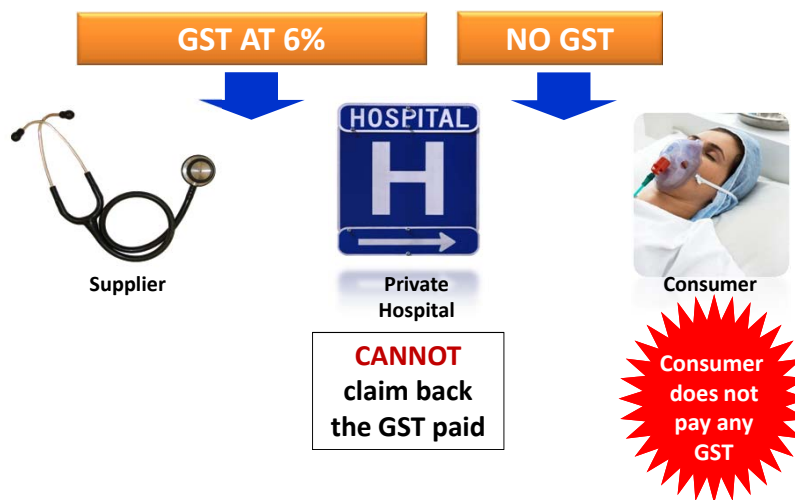 GST AT 6%
NO GST
HOSPITAL
H
Supplier
Private
Hospital
Consumer
CANNOT
claim back
the GST paid
Consumer
does not
pay any
GST